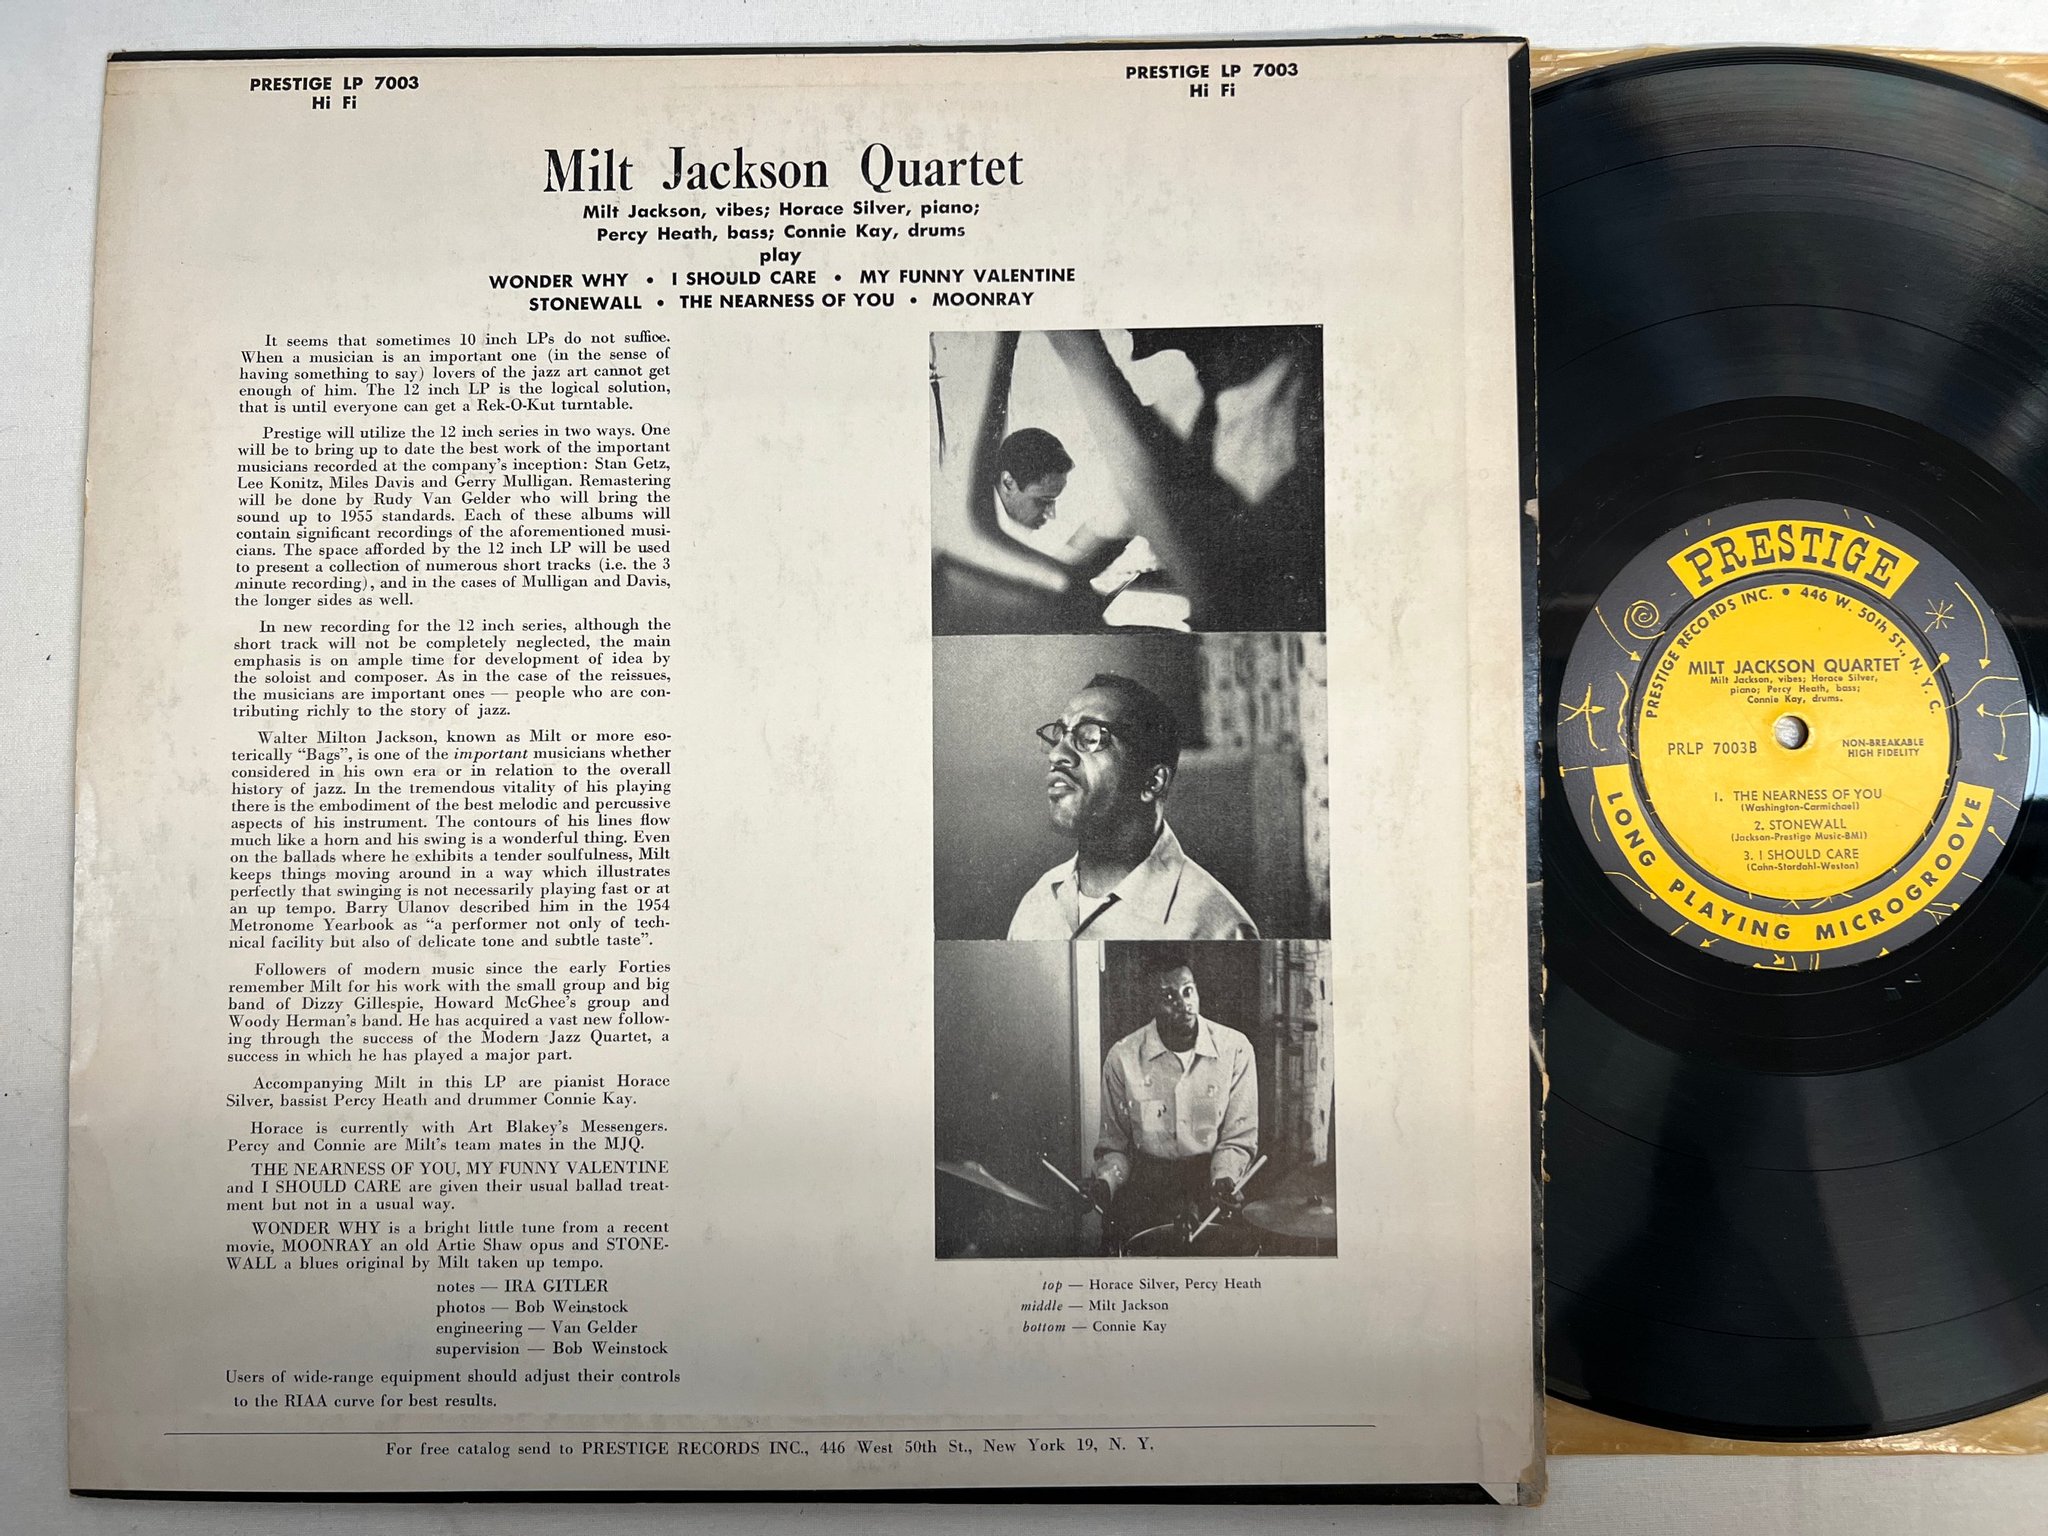 PRESTIGE LP 7003
Hi Fi
PRESTIGE LP 7003
Hi Fi
Milt Jackson Quartet
Milt Jackson, vibes; Horace Silver, piano;
Percy Heath, bass; Connie Kay, drums
play
WONDER WHY • I SHOULD CARE • MY FUNNY VALENTINE
STONEWALL • THE NEARNESS OF YOU • MOONRAY
It seems that sometimes 10 inch LPs do not suffice.
When a musician is an important one (in the sense of
having something to say) lovers of the jazz art cannot get
enough of him. The 12 inch LP is the logical solution,
that is until everyone can get a Rek-O-Kut turntable.
Prestige will utilize the 12 inch series in two ways. One
will be to bring up to date the best work of the important
musicians recorded at the company's inception: Stan Getz,
Lee Konitz, Miles Davis and Gerry Mulligan. Remastering
will be done by Rudy Van Gelder who will bring the
sound up to 1955 standards. Each of these albums will
contain significant recordings of the aforementioned musi-
cians. The space afforded by the 12 inch LP will be used
to present a collection of numerous short tracks (i.e. the 3
minute recording), and in the cases of Mulligan and Davis,
the longer sides as well.
In new recording for the 12 inch series, although the
short track will not be completely neglected, the main
emphasis is on ample time for development of idea by
the soloist and composer. As in the case of the reissues,
the musicians are important ones — people who are con-
tributing richly to the story of jazz.
Walter Milton Jackson, known as Milt or more eso-
terically "Bags", is one of the important musicians whether
considered in his own era or in relation to the overall
history of jazz. In the tremendous vitality of his playing
there is the embodiment of the best melodic and percussive
aspects of his instrument. The contours of his lines flow
much like a horn and his swing is a wonderful thing. Even
on the ballads where he exhibits a tender soulfulness, Milt
keeps things moving around in a way which illustrates
perfectly that swinging is not necessarily playing fast or at
an up tempo. Barry Ulanov described him in the 1954
Metronome Yearbook as "a performer not only of tech-
nical facility but also of delicate tone and subtle taste".
Followers of modern music since the early Forties
remember Milt for his work with the small group and big
band of Dizzy Gillespie, Howard McGhee's group and
Woody Herman's band. He has acquired a vast new follow-
ing through the success of the Modern Jazz Quartet, a
success in which he has played a major part.
Accompanying Milt in this LP are pianist Horace
Silver, bassist Percy Heath and drummer Connie Kay.
Horace is currently with Art Blakey's Messengers.
Percy and Connie are Milt's team mates in the MJQ.
THE NEARNESS OF YOU, MY FUNNY VALENTINE
and I SHOULD CARE are given their usual ballad treat-
ment but not in a usual way.
WONDER WHY is a bright little tune from a recent
movie, MOONRAY an old Artie Shaw opus and STONE-
WALL a blues original by Milt taken up tempo.
notes — IRA GITLER
photos — Bob Weinstock
engineering — Van Gelder
supervision — Bob Weinstock
Users of wide-range equipment should adjust their controls
to the RIAA curve for best results.
top — Horace Silver, Percy Heath
middle — Milt Jackson
bottom — Connie Kay
For free catalog send to PRESTIGE RECORDS INC., 446 West 50th St., New York 19, N. Y.
PRESTIGE
PRESTIGE RECORDS INC. • 446 W. 50th ST., N. Y. C.
MILT JACKSON QUARTET
Milt Jackson, vibes; Horace Silver,
piano; Percy Heath, bass;
Connie Kay, drums.
PRLP 7003B
NON-BREAKABLE
HIGH FIDELITY
1. THE NEARNESS OF YOU
(Washington-Carmichael)
2. STONEWALL
(Jackson-Prestige Music-BMI)
3. I SHOULD CARE
(Cahn-Stordahl-Weston)
LONG PLAYING MICROGROOVE